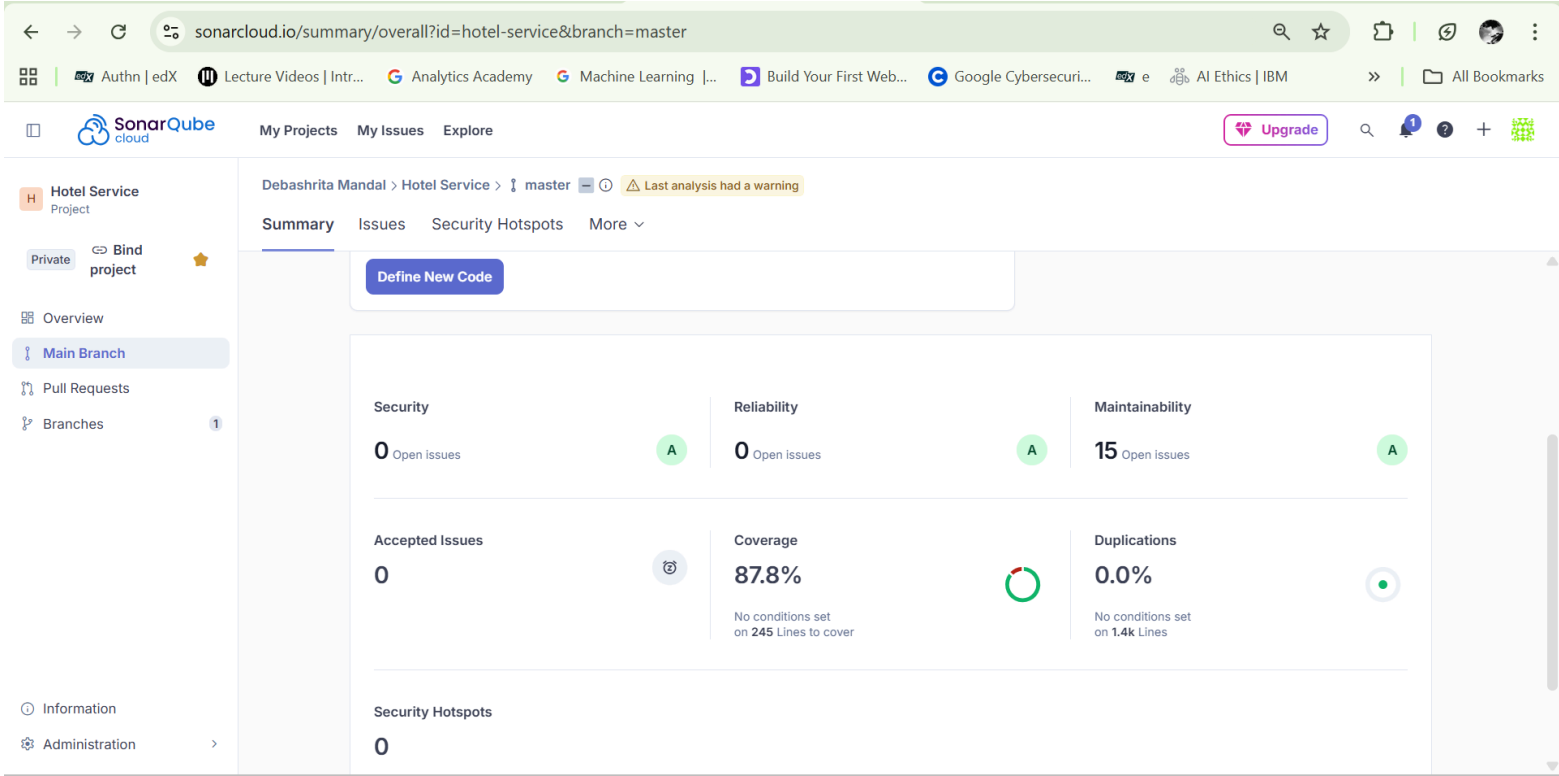 sonarcloud.io/summary/overall?id=hotel-service&branch=master
edX Authn | edX
Lecture Videos | Intr...
Analytics Academy
Machine Learning |...
Build Your First Web...
Google Cybersecuri...
edX e
AI Ethics | IBM
All Bookmarks
SonarQube
cloud
My Projects
My Issues
Explore
Upgrade
1
H
Hotel Service
Project
Private
Bind
project
Overview
Main Branch
Pull Requests
Branches
1
Information
Administration
Debashrita Mandal > Hotel Service > master
Last analysis had a warning
Summary
Issues
Security Hotspots
More
Define New Code
Security
0 Open issues
A
Reliability
0 Open issues
A
Maintainability
15 Open issues
A
Accepted Issues
0
Coverage
87.8%
No conditions set
on 245 Lines to cover
Duplications
0.0%
No conditions set
on 1.4k Lines
Security Hotspots
0